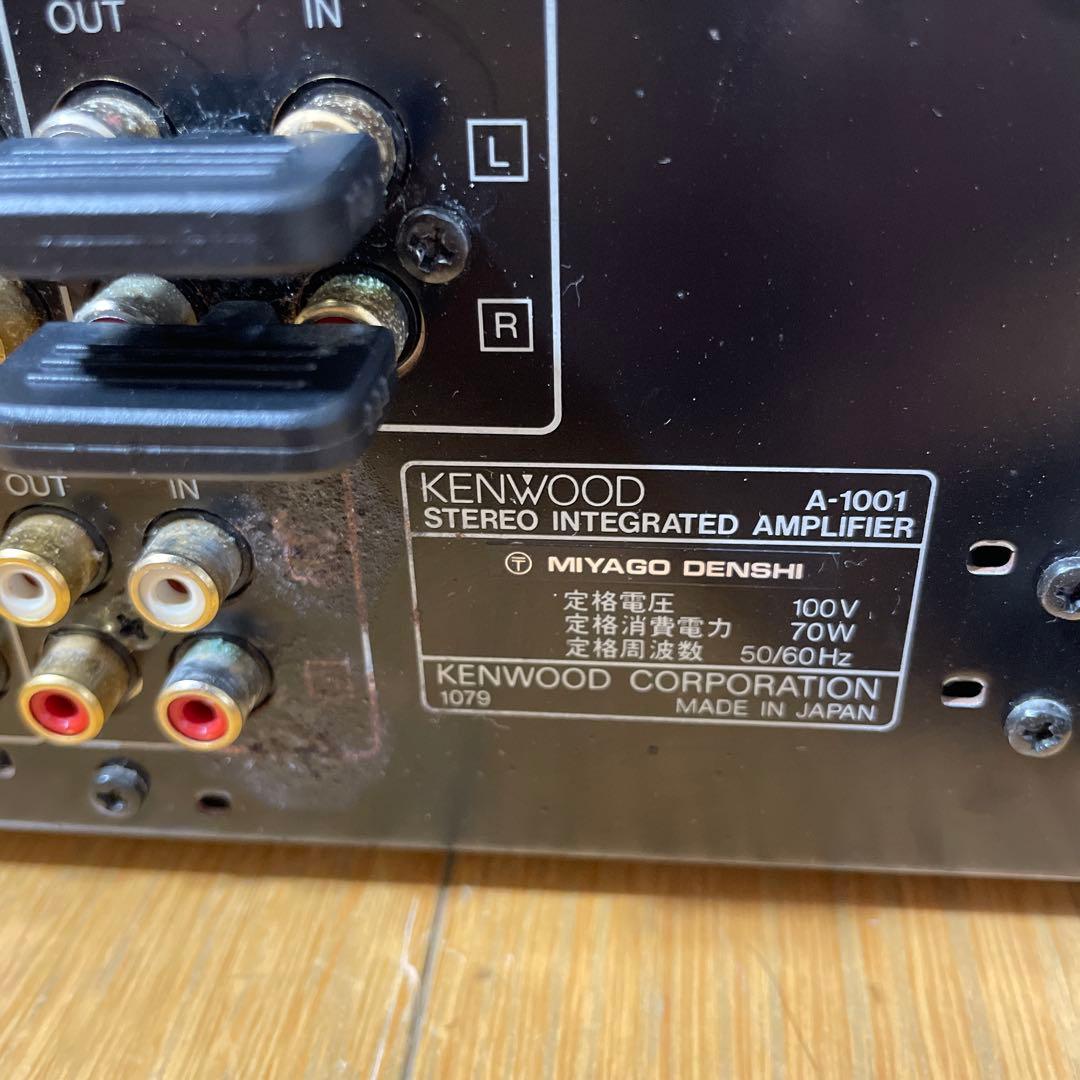 OUT IN
L
R
OUT IN
KENWOOD A-1001
STEREO INTEGRATED AMPLIFIER
〒 MIYAGO DENSHI
定格電圧 100V
定格消費電力 70W
定格周波数 50/60Hz
KENWOOD CORPORATION
1079 MADE IN JAPAN